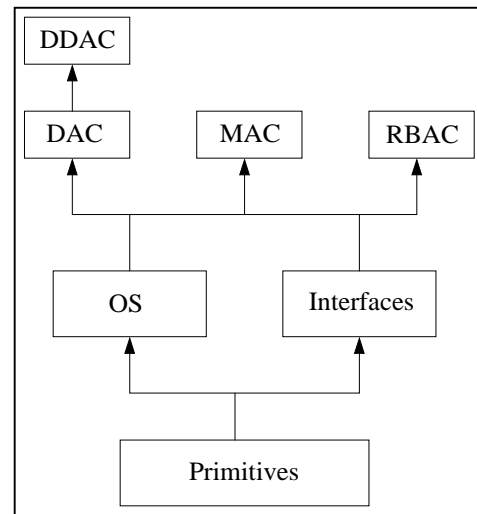 DDAC
DAC
MAC
RBAC
OS
Interfaces
Primitives